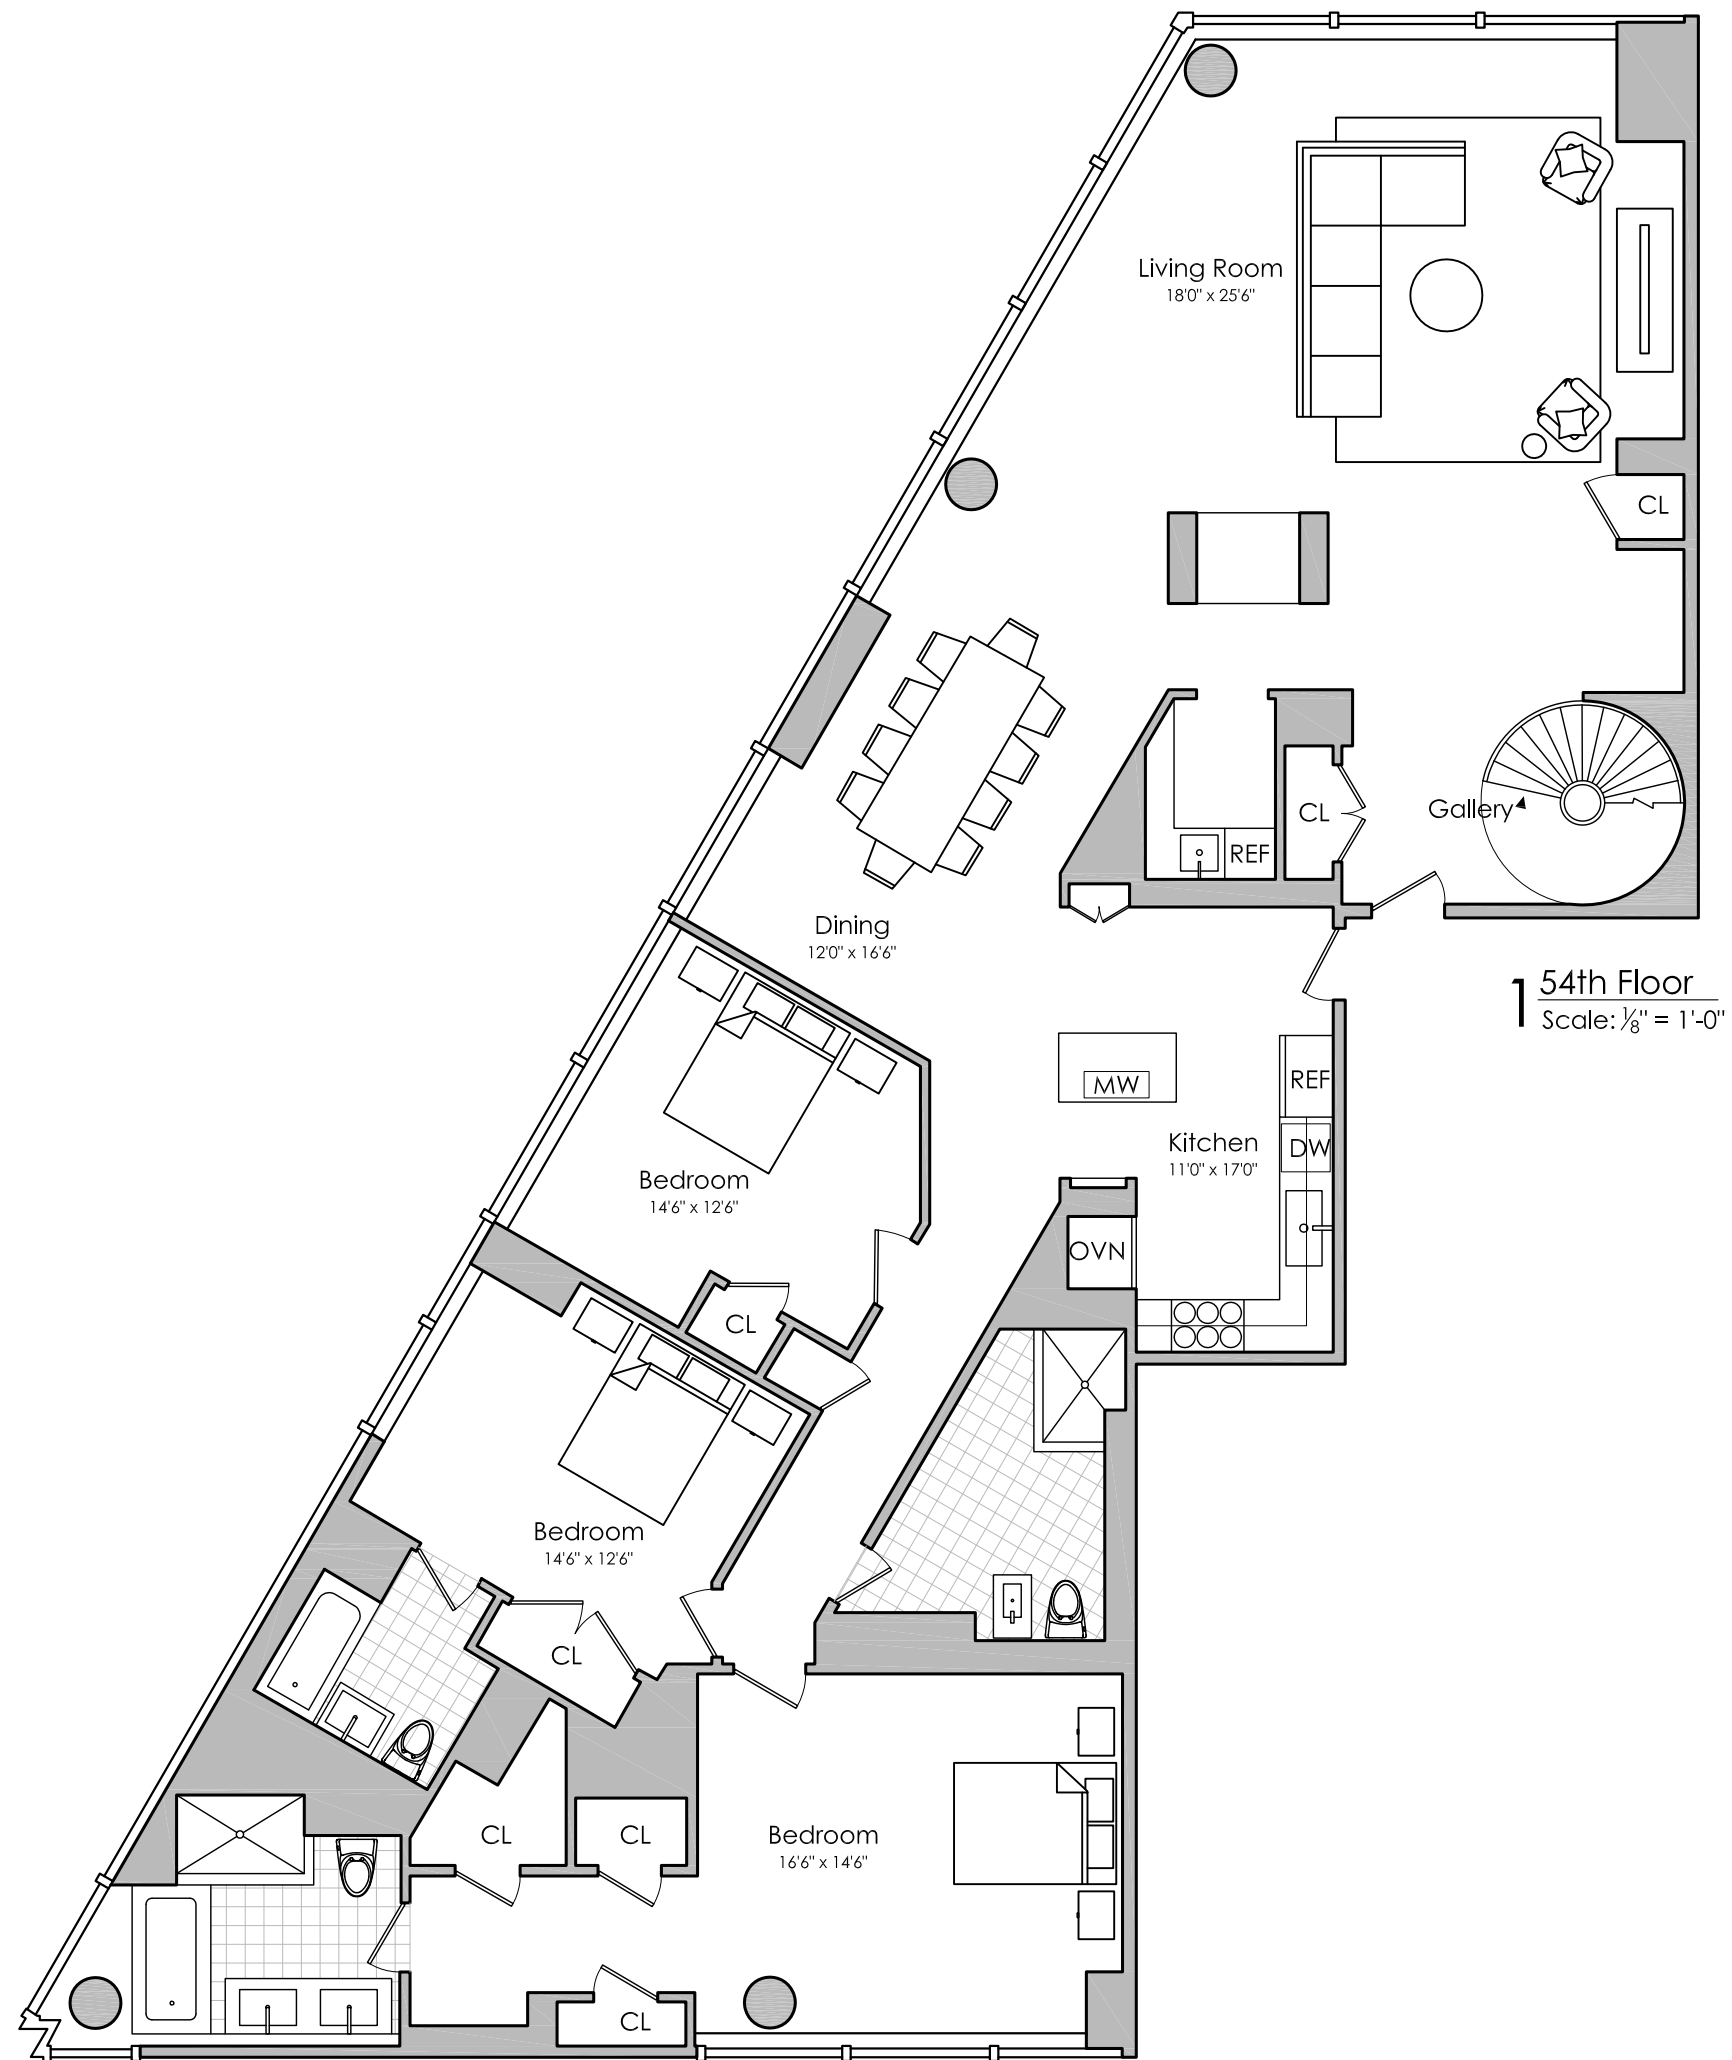 Living Room
18'0" x 25'6"
CL
CL
Gallery
REF
Dining
12'0" x 16'6"
1
54th Floor
Scale: ⅛" = 1'-0"
MW
REF
Kitchen
11'0" x 17'0"
DW
Bedroom
14'6" x 12'6"
OVN
CL
Bedroom
14'6" x 12'6"
CL
CL
CL
Bedroom
16'6" x 14'6"
CL